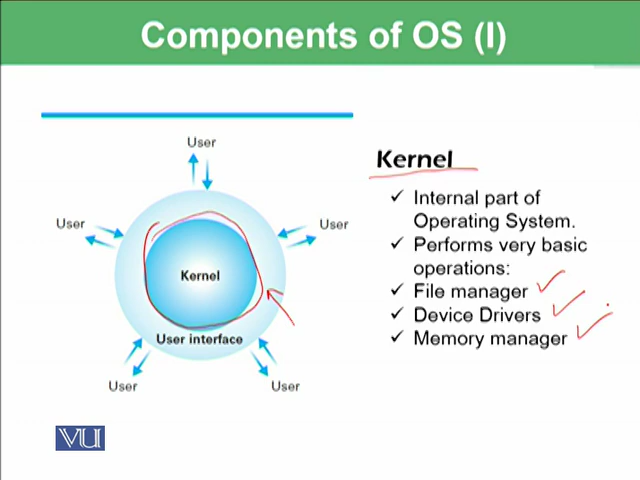 Components of OS (I)
User
User
User
Kernel
User interface
User
User
Kernel
✓ Internal part of
Operating System.
✓ Performs very basic
operations:
✓ File manager
✓ Device Drivers
✓ Memory manager
VU